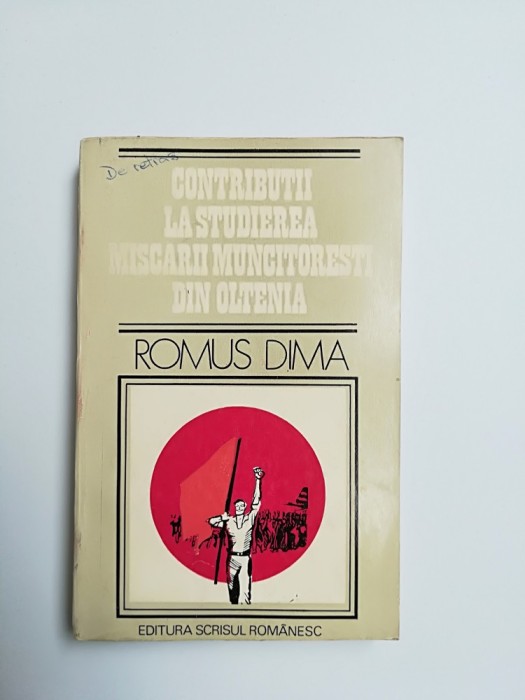 De retras
CONTRIBUTII
LA STUDIEREA
MISCARII MUNCITORESTI
DIN OLTENIA
ROMUS DIMA
EDITURA SCRISUL ROMÂNESC